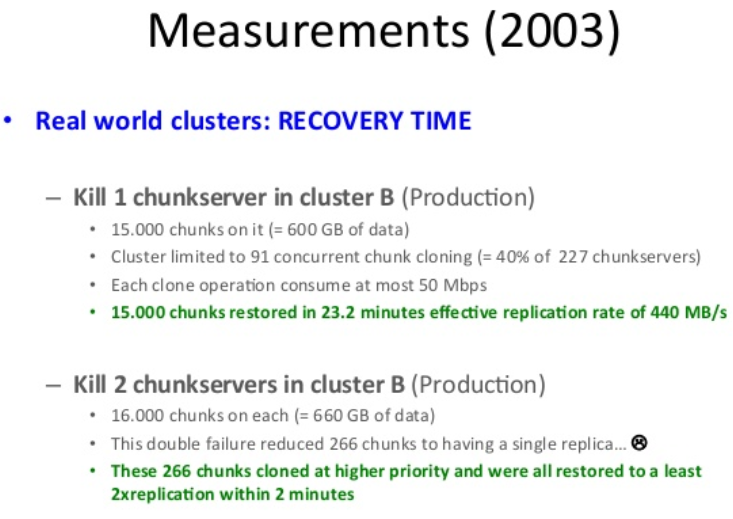 Measurements (2003)
• Real world clusters: RECOVERY TIME
– Kill 1 chunkserver in cluster B (Production)
• 15.000 chunks on it (= 600 GB of data)
• Cluster limited to 91 concurrent chunk cloning (= 40% of 227 chunkservers)
• Each clone operation consume at most 50 Mbps
• 15.000 chunks restored in 23.2 minutes effective replication rate of 440 MB/s
– Kill 2 chunkservers in cluster B (Production)
• 16.000 chunks on each (= 660 GB of data)
• This double failure reduced 266 chunks to having a single replica... ☹
• These 266 chunks cloned at higher priority and were all restored to a least
2xreplication within 2 minutes